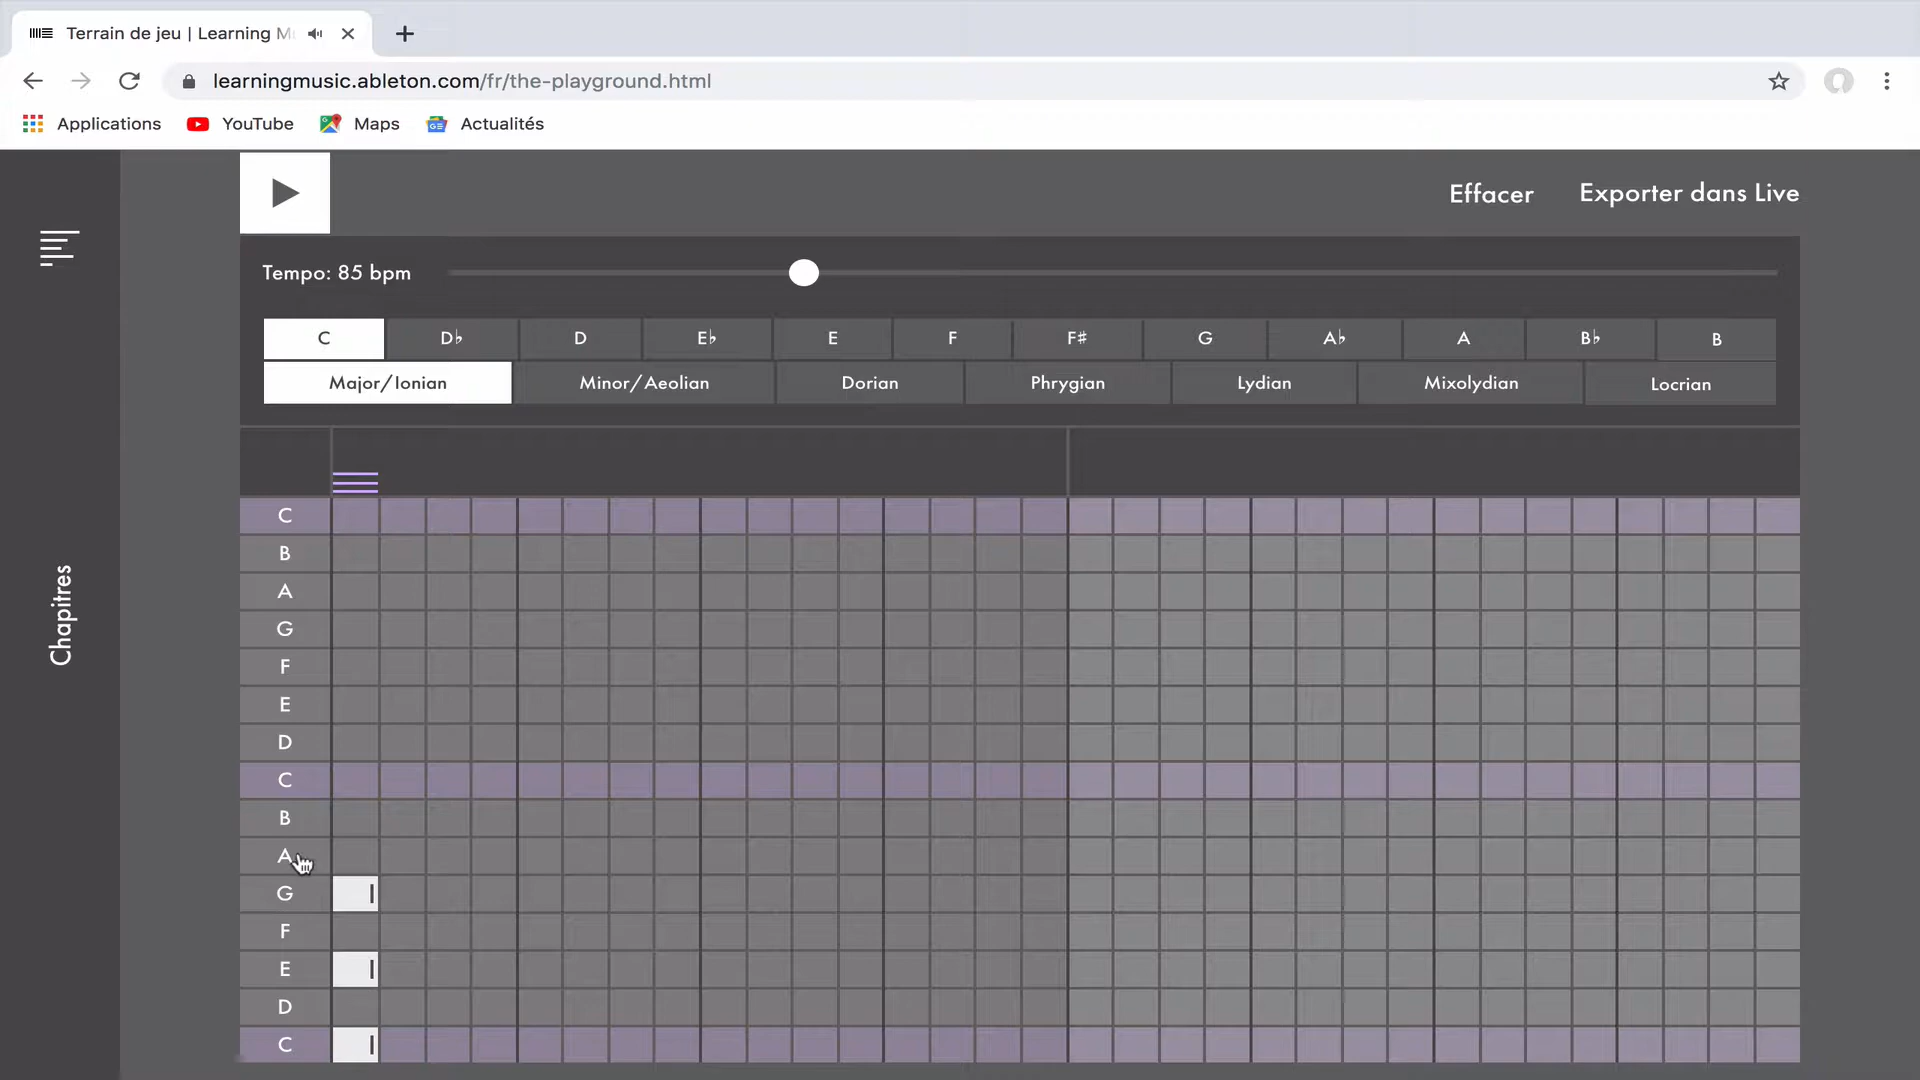 Terrain de jeu | Learning M
learningmusic.ableton.com/fr/the-playground.html
Applications YouTube Maps Actualités
Effacer Exporter dans Live
Tempo: 85 bpm
C D♭ D E♭ E F F♯ G A♭ A B♭ B
Major/Ionian Minor/Aeolian Dorian Phrygian Lydian Mixolydian Locrian
Chapitres
C
B
A
G
F
E
D
C
B
A
G
F
E
D
C